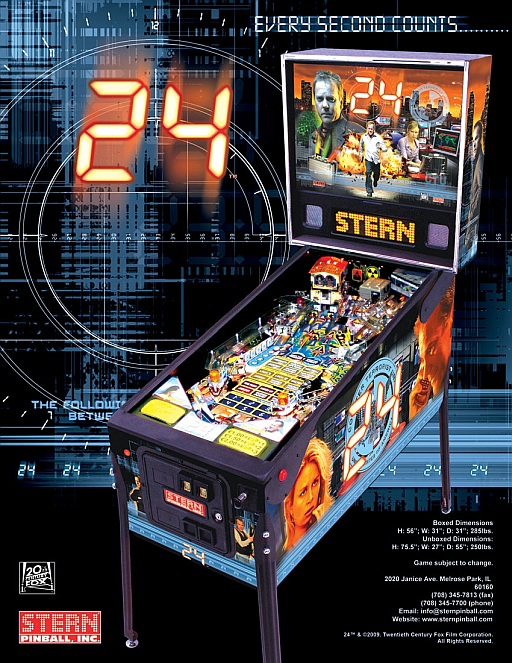 EVERY SECOND COUNTS..........
24
24
STERN
24
THE FOLLOWING
BETWE
24
24
24
24
24
STERN
24
20th
CENTURY
FOX
STERN
PINBALL, INC.
Boxed Dimensions
H: 56"; W: 31"; D: 31"; 285lbs.
Unboxed Dimensions:
H: 75.5"; W: 27"; D: 55"; 250lbs.
Game subject to change.
2020 Janice Ave. Melrose Park, IL
60160
(708) 345-7813 (fax)
(708) 345-7700 (phone)
Email: info@sternpinball.com
Website: www.sternpinball.com
24™ & ©2009, Twentieth Century Fox Film Corporation.
All Rights Reserved.